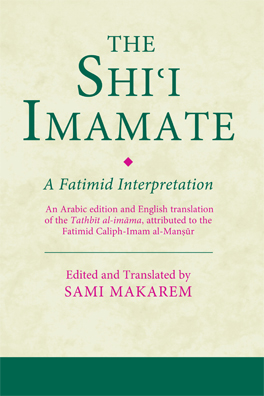 THE
SHIʿI
IMAMATE
A Fatimid Interpretation
An Arabic edition and English translation
of the Tathbīt al-imāma, attributed to the
Fatimid Caliph-Imam al-Manṣūr
Edited and Translated by
SAMI MAKAREM